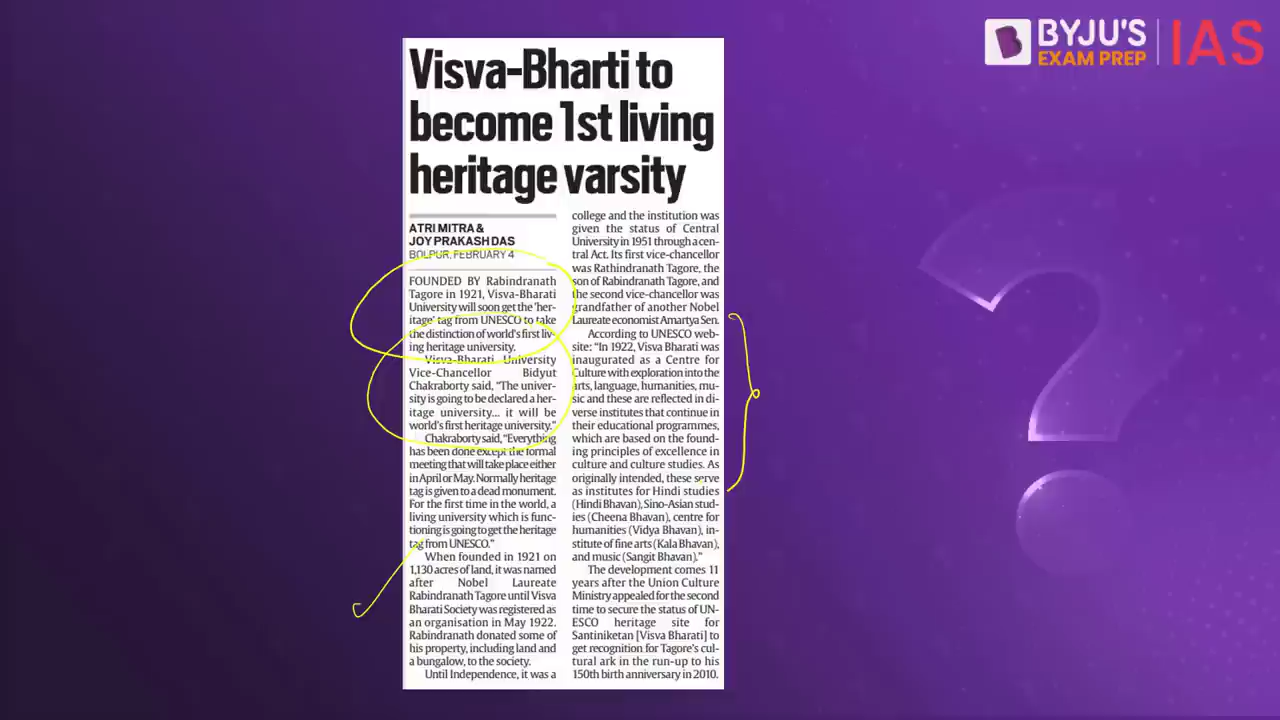 BYJU'S
EXAM PREP
IAS
Visva-Bharti to
become 1st living
heritage varsity
ATRI MITRA &
JOY PRAKASH DAS
BOLPUR, FEBRUARY 4
FOUNDED BY Rabindranath
Tagore in 1921, Visva-Bharati
University will soon get the 'her-
itage' tag from UNESCO to take
the distinction of world's first liv-
ing heritage university.
Visva-Bharati University
Vice-Chancellor Bidyut
Chakraborty said, "The univer-
sity is going to be declared a her-
itage university... it will be
world's first heritage university."
Chakraborty said, "Everything
has been done except the formal
meeting that will take place either
in April or May. Normally heritage
tag is given to a dead monument.
For the first time in the world, a
living university which is func-
tioning is going to get the heritage
tag from UNESCO."
When founded in 1921 on
1,130 acres of land, it was named
after Nobel Laureate
Rabindranath Tagore until Visva
Bharati Society was registered as
an organisation in May 1922.
Rabindranath donated some of
his property, including land and
a bungalow, to the society.
Until Independence, it was a
college and the institution was
given the status of Central
University in 1951 through a cen-
tral Act. Its first vice-chancellor
was Rathindranath Tagore, the
son of Rabindranath Tagore, and
the second vice-chancellor was
grandfather of another Nobel
Laureate economist Amartya Sen.
According to UNESCO web-
site: "In 1922, Visva Bharati was
inaugurated as a Centre for
Culture with exploration into the
arts, language, humanities, mu-
sic and these are reflected in di-
verse institutes that continue in
their educational programmes,
which are based on the found-
ing principles of excellence in
culture and culture studies. As
originally intended, these serve
as institutes for Hindi studies
(Hindi Bhavan), Sino-Asian stud-
ies (Cheena Bhavan), centre for
humanities (Vidya Bhavan), in-
stitute of fine arts (Kala Bhavan),
and music (Sangit Bhavan)."
The development comes 11
years after the Union Culture
Ministry appealed for the second
time to secure the status of UN-
ESCO heritage site for
Santiniketan [Visva Bharati] to
get recognition for Tagore's cul-
tural ark in the run-up to his
150th birth anniversary in 2010.